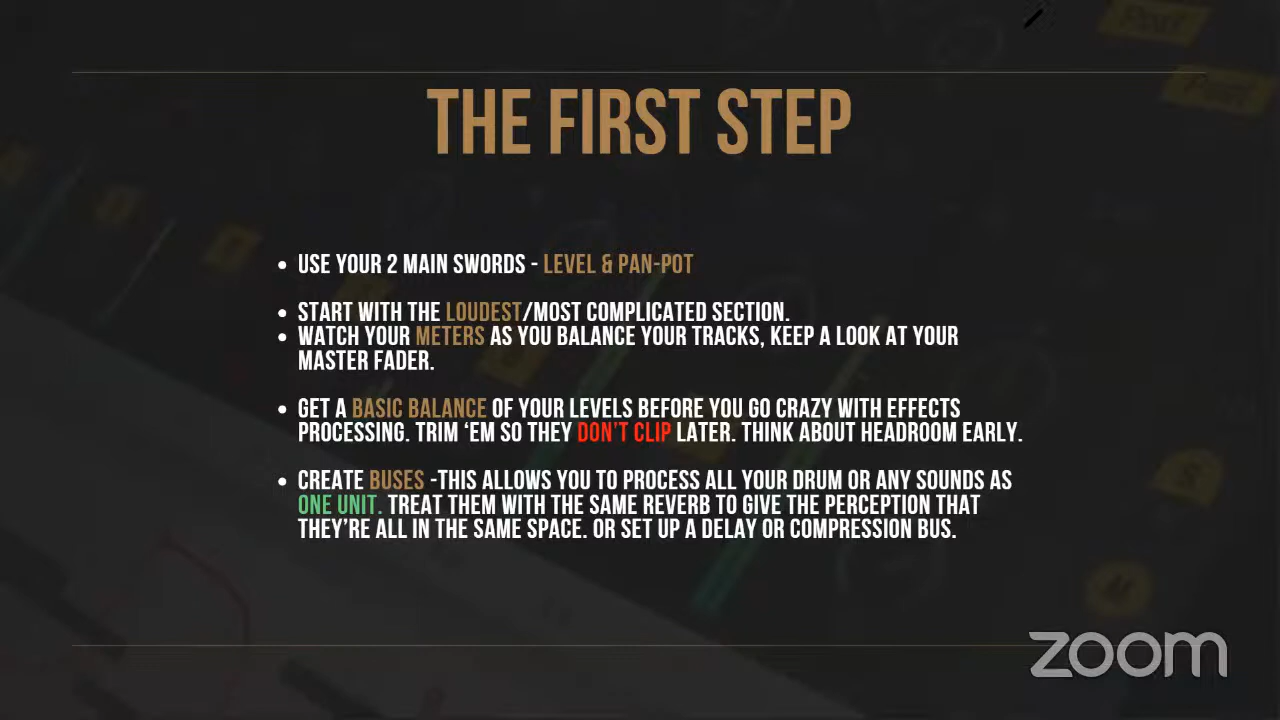 THE FIRST STEP
• USE YOUR 2 MAIN SWORDS - LEVEL & PAN-POT
• START WITH THE LOUDEST/MOST COMPLICATED SECTION.
• WATCH YOUR METERS AS YOU BALANCE YOUR TRACKS, KEEP A LOOK AT YOUR
MASTER FADER.
• GET A BASIC BALANCE OF YOUR LEVELS BEFORE YOU GO CRAZY WITH EFFECTS
PROCESSING. TRIM ‘EM SO THEY DON’T CLIP LATER. THINK ABOUT HEADROOM EARLY.
• CREATE BUSES -THIS ALLOWS YOU TO PROCESS ALL YOUR DRUM OR ANY SOUNDS AS
ONE UNIT. TREAT THEM WITH THE SAME REVERB TO GIVE THE PERCEPTION THAT
THEY’RE ALL IN THE SAME SPACE. OR SET UP A DELAY OR COMPRESSION BUS.
zoom